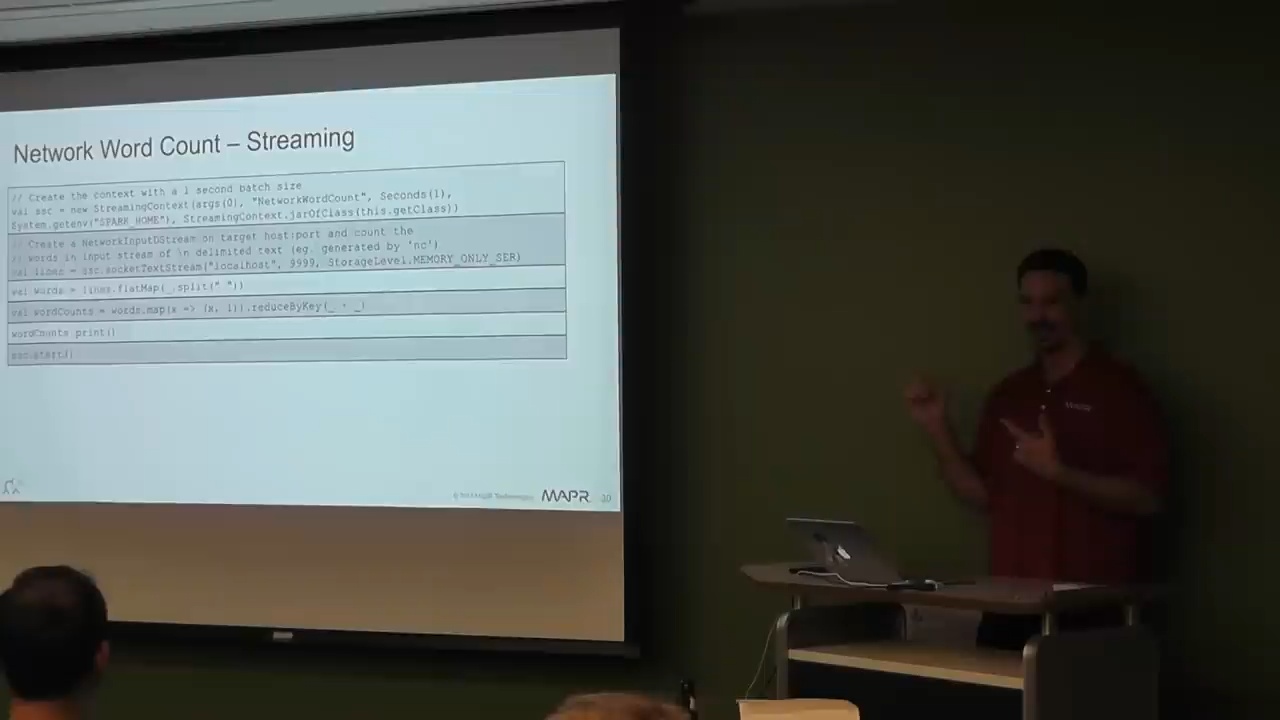 Network Word Count – Streaming
// Create the context with a 1 second batch size
val ssc = new StreamingContext(args(0), "NetworkWordCount", Seconds(1),
System.getenv("SPARK_HOME"), StreamingContext.jarOfClass(this.getClass))
// Create a NetworkInputDStream on target host:port and count the
// words in input stream of \n delimited text (eg. generated by 'nc')
val lines = ssc.socketTextStream("localhost", 9999, StorageLevel.MEMORY_ONLY_SER)
val words = lines.flatMap(_.split(" "))
val wordCounts = words.map(x => (x, 1)).reduceByKey(_ + _)
wordCounts.print()
ssc.start()
MAPR